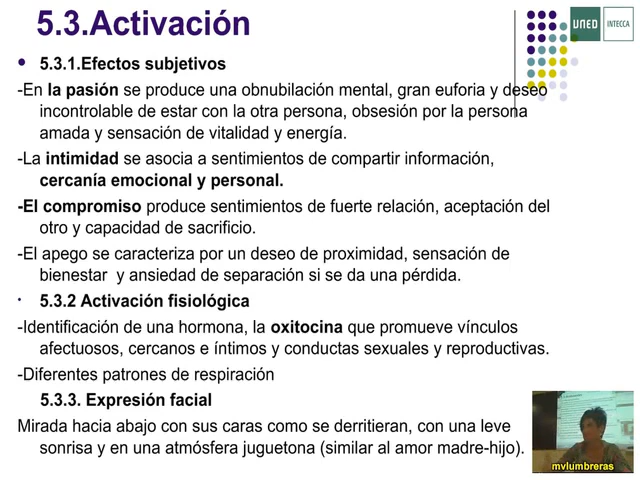 5.3.Activación
UNED INTECCA
5.3.1.Efectos subjetivos
-En la pasión se produce una obnubilación mental, gran euforia y deseo
incontrolable de estar con la otra persona, obsesión por la persona
amada y sensación de vitalidad y energía.
-La intimidad se asocia a sentimientos de compartir información,
cercanía emocional y personal.
-El compromiso produce sentimientos de fuerte relación, aceptación del
otro y capacidad de sacrificio.
-El apego se caracteriza por un deseo de proximidad, sensación de
bienestar y ansiedad de separación si se da una pérdida.
5.3.2 Activación fisiológica
-Identificación de una hormona, la oxitocina que promueve vínculos
afectuosos, cercanos e íntimos y conductas sexuales y reproductivas.
-Diferentes patrones de respiración
5.3.3. Expresión facial
Mirada hacia abajo con sus caras como se derritieran, con una leve
sonrisa y en una atmósfera juguetona (similar al amor madre-hijo).
mvlumbreras